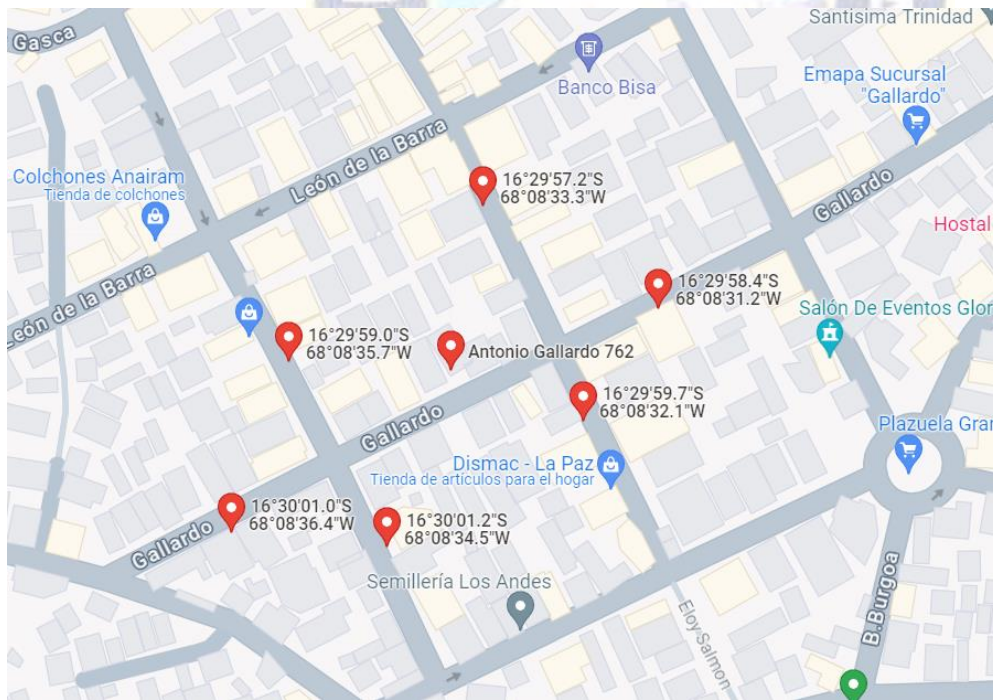 Gasca
Santisima Trinidad
Banco Bisa
Emapa Sucursal
"Gallardo"
León de la Barra
Colchones Anairam
Tienda de colchones
16°29'57.2"S
68°08'33.3"W
Gallardo
Hostal
León de la Barra
16°29'58.4"S
68°08'31.2"W
Salón De Eventos Glor
16°29'59.0"S
68°08'35.7"W
Antonio Gallardo 762
16°29'59.7"S
68°08'32.1"W
Gallardo
Plazuela Gran
Dismac - La Paz
Tienda de artículos para el hogar
16°30'01.0"S
68°08'36.4"W
16°30'01.2"S
68°08'34.5"W
Gallardo
Semillería Los Andes
Eloy Salmon
B.Burgoa